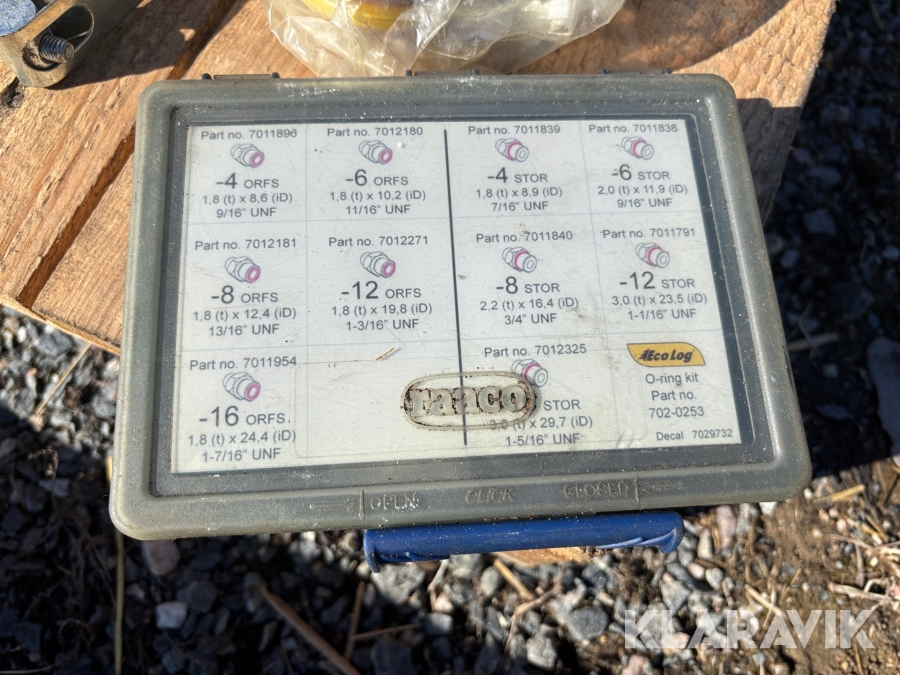 Part no. 7011896
-4 ORFS
1,8 (t) x 8,6 (iD)
9/16" UNF
Part no. 7012180
-6 ORFS
1,8 (t) x 10,2 (iD)
11/16" UNF
Part no. 7011839
-4 STOR
1,8 (t) x 8,9 (iD)
7/16" UNF
Part no. 7011838
-6 STOR
2,0 (t) x 11,9 (iD)
9/16" UNF
Part no. 7012181
-8 ORFS
1,8 (t) x 12,4 (iD)
13/16" UNF
Part no. 7012271
-12 ORFS
1,8 (t) x 19,8 (iD)
1-3/16" UNF
Part no. 7011840
-8 STOR
2,2 (t) x 16,4 (iD)
3/4" UNF
Part no. 7011791
-12 STOR
3,0 (t) x 23,5 (iD)
1-1/16" UNF
Part no. 7011954
-16 ORFS
1,8 (t) x 24,4 (iD)
1-7/16" UNF
Part no. 7012325
STOR
(t) x 29,7 (iD)
1-5/16" UNF
Eco Log
O-ring kit
Part no.
702-0253
Decal 7029732
raaco
OPEN CLICK CLOSED
KLARAVIK